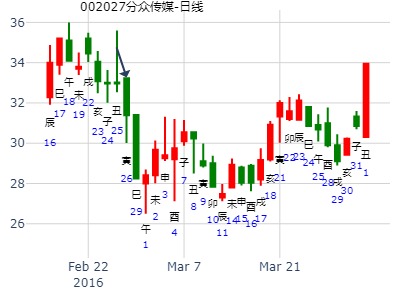 002027分众传媒-日线
36
34
32
30
28
26
辰 巳 午 未 戌 亥 子 丑 寅 巳 午 未 申 酉 子 丑 寅 卯 辰 未 申 酉 戌 亥 寅 卯 辰 巳 午 酉 戌 亥 子 丑
16 17 18 19 22 23 24 25 26 29 1 2 3 4 7 8 9 10 11 14 15 16 17 18 21 22 23 24 25 28 29 30 31 1
Feb 22 Mar 7 Mar 21
2016